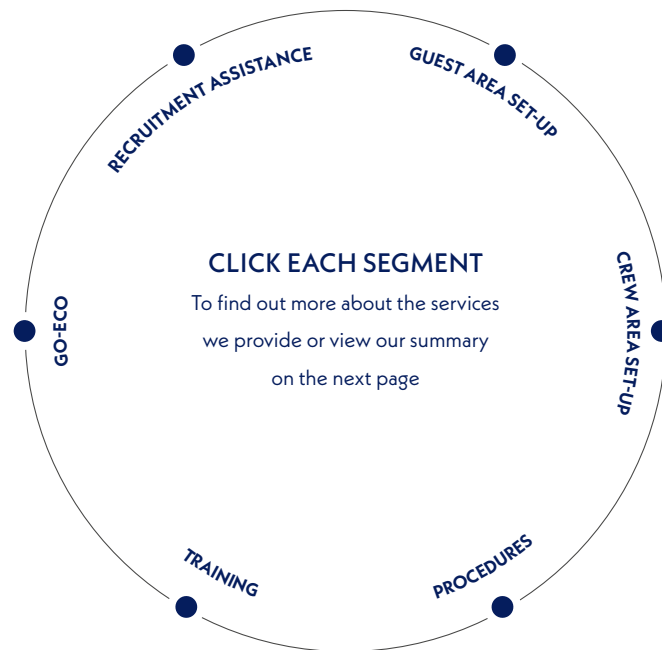 RECRUITMENT ASSISTANCE
GUEST AREA SET-UP
CLICK EACH SEGMENT
To find out more about the services
we provide or view our summary
on the next page
CREW AREA SET-UP
GO-ECO
TRAINING
PROCEDURES